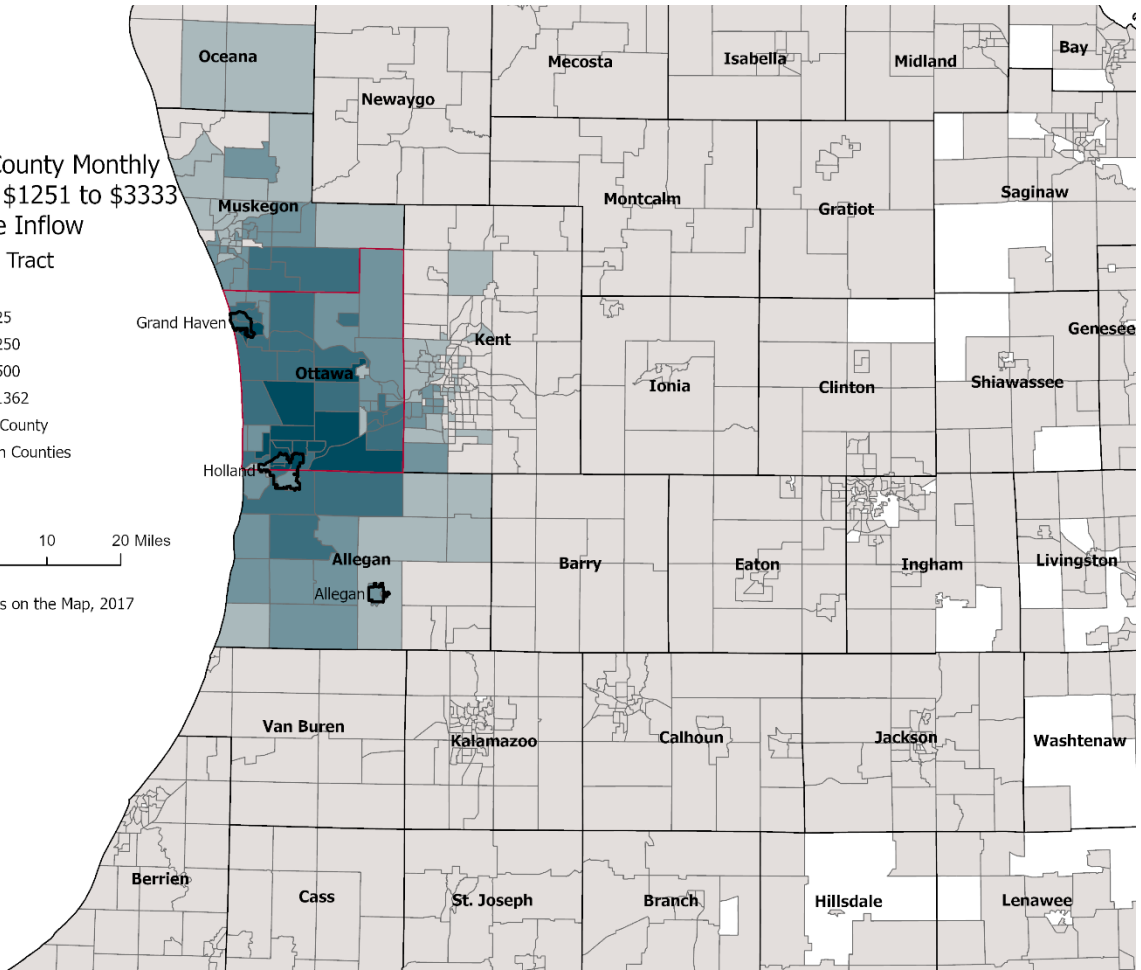 County Monthly
$1251 to $3333
Inflow
Tract
25
250
500
1362
County
Counties
10 20 Miles
on the Map, 2017
Oceana
Newaygo
Mecosta
Isabella
Midland
Bay
Muskegon
Montcalm
Gratiot
Saginaw
Grand Haven
Ottawa
Kent
Ionia
Clinton
Shiawassee
Genesee
Holland
Allegan
Allegan
Barry
Eaton
Ingham
Livingston
Van Buren
Kalamazoo
Calhoun
Jackson
Washtenaw
Berrien
Cass
St. Joseph
Branch
Hillsdale
Lenawee